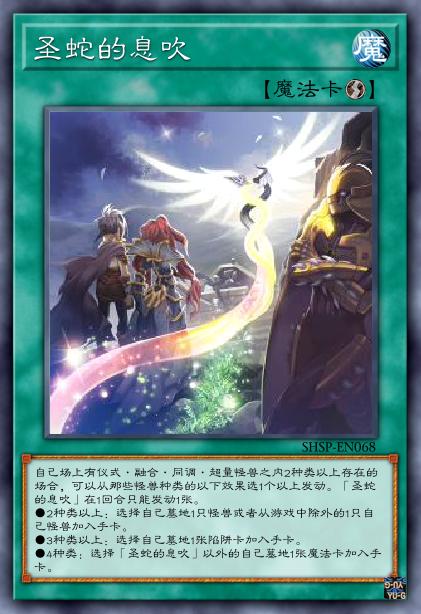 圣蛇的息吹
魔
【魔法卡】
SHSP-EN068
自己场上有仪式·融合·同调·超量怪兽之内2种类以上存在的
场合，可以从那些怪兽种类的以下效果选1个以上发动。「圣蛇
的息吹」在1回合只能发动1张。
●2种类以上：选择自己墓地1只怪兽或者从游戏中除外的1只自
己怪兽加入手卡。
●3种类以上：选择自己墓地1张陷阱卡加入手卡。
●4种类：选择「圣蛇的息吹」以外的自己墓地1张魔法卡加入手
卡。